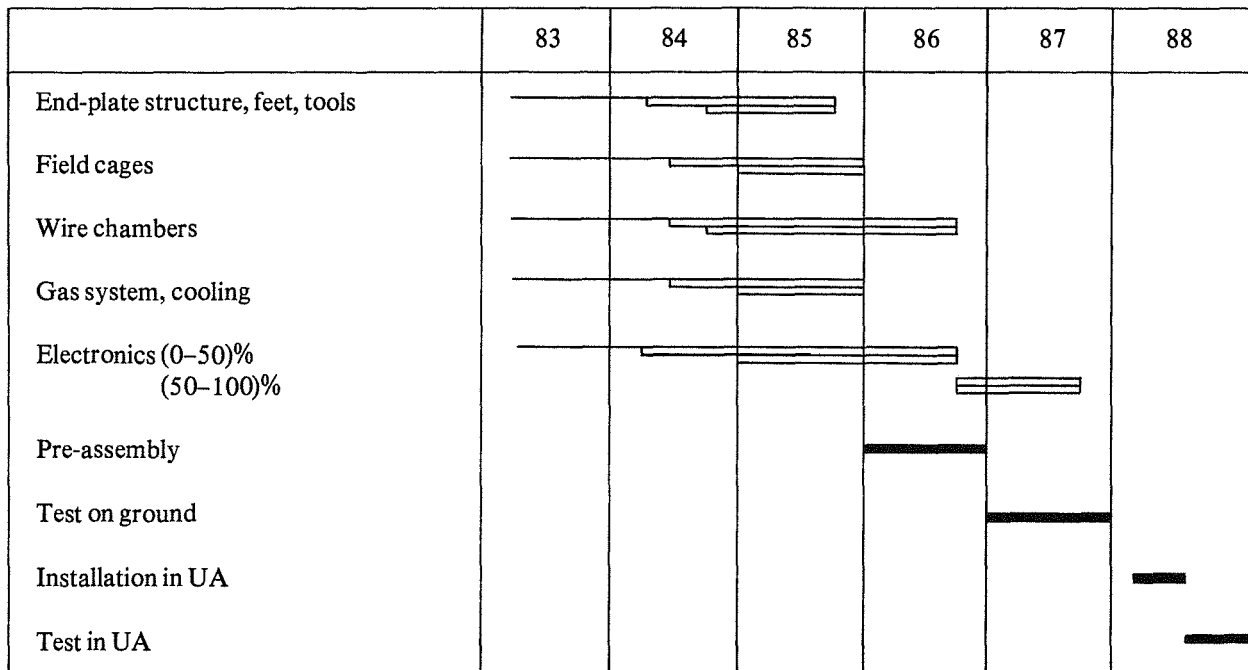 83 84 85 86 87 88
End-plate structure, feet, tools
Field cages
Wire chambers
Gas system, cooling
Electronics (0–50)%
(50–100)%
Pre-assembly
Test on ground
Installation in UA
Test in UA